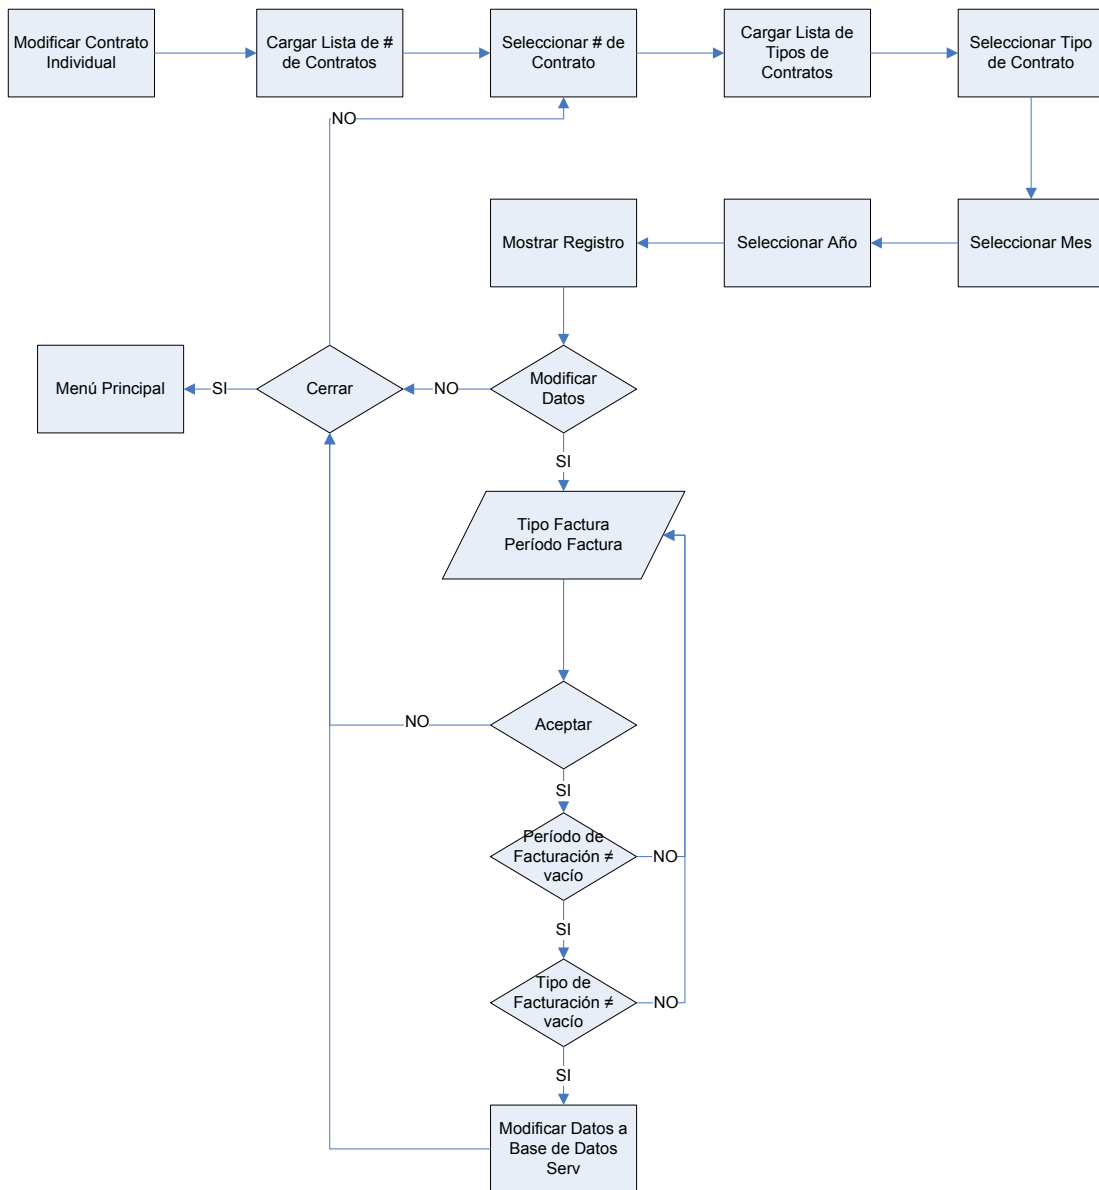 Modificar Contrato
Individual
Cargar Lista de #
de Contratos
Seleccionar # de
Contrato
Cargar Lista de
Tipos de
Contratos
Seleccionar Tipo
de Contrato
NO
Mostrar Registro
Seleccionar Año
Seleccionar Mes
Menú Principal
SI
Cerrar
NO
Modificar
Datos
SI
Tipo Factura
Período Factura
NO
Aceptar
SI
Período de
Facturación ≠
vacío
NO
SI
Tipo de
Facturación ≠
vacío
NO
SI
Modificar Datos a
Base de Datos
Serv